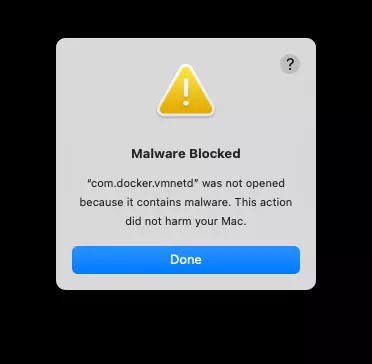 ?
Malware Blocked
“com.docker.vmnetd” was not opened
because it contains malware. This action
did not harm your Mac.
Done